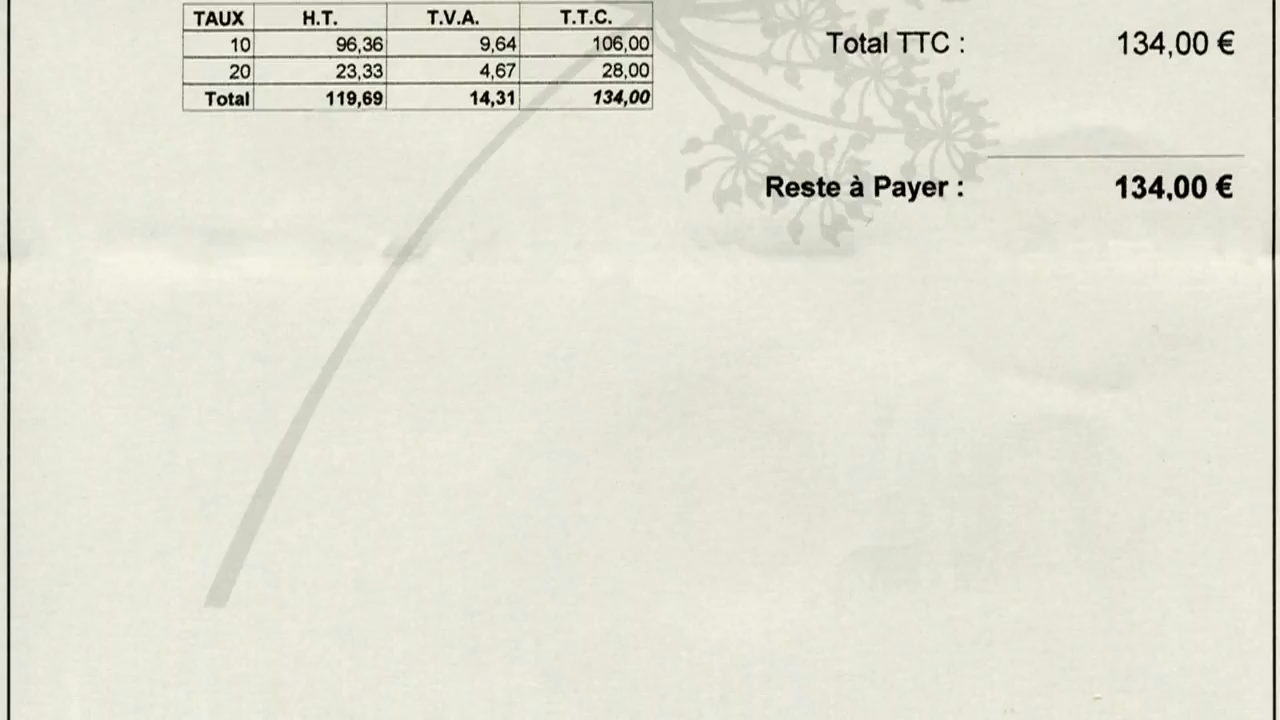 TAUX H.T. T.V.A. T.T.C.
10 96,36 9,64 106,00
20 23,33 4,67 28,00
Total 119,69 14,31 134,00
Total TTC : 134,00 €
Reste à Payer : 134,00 €